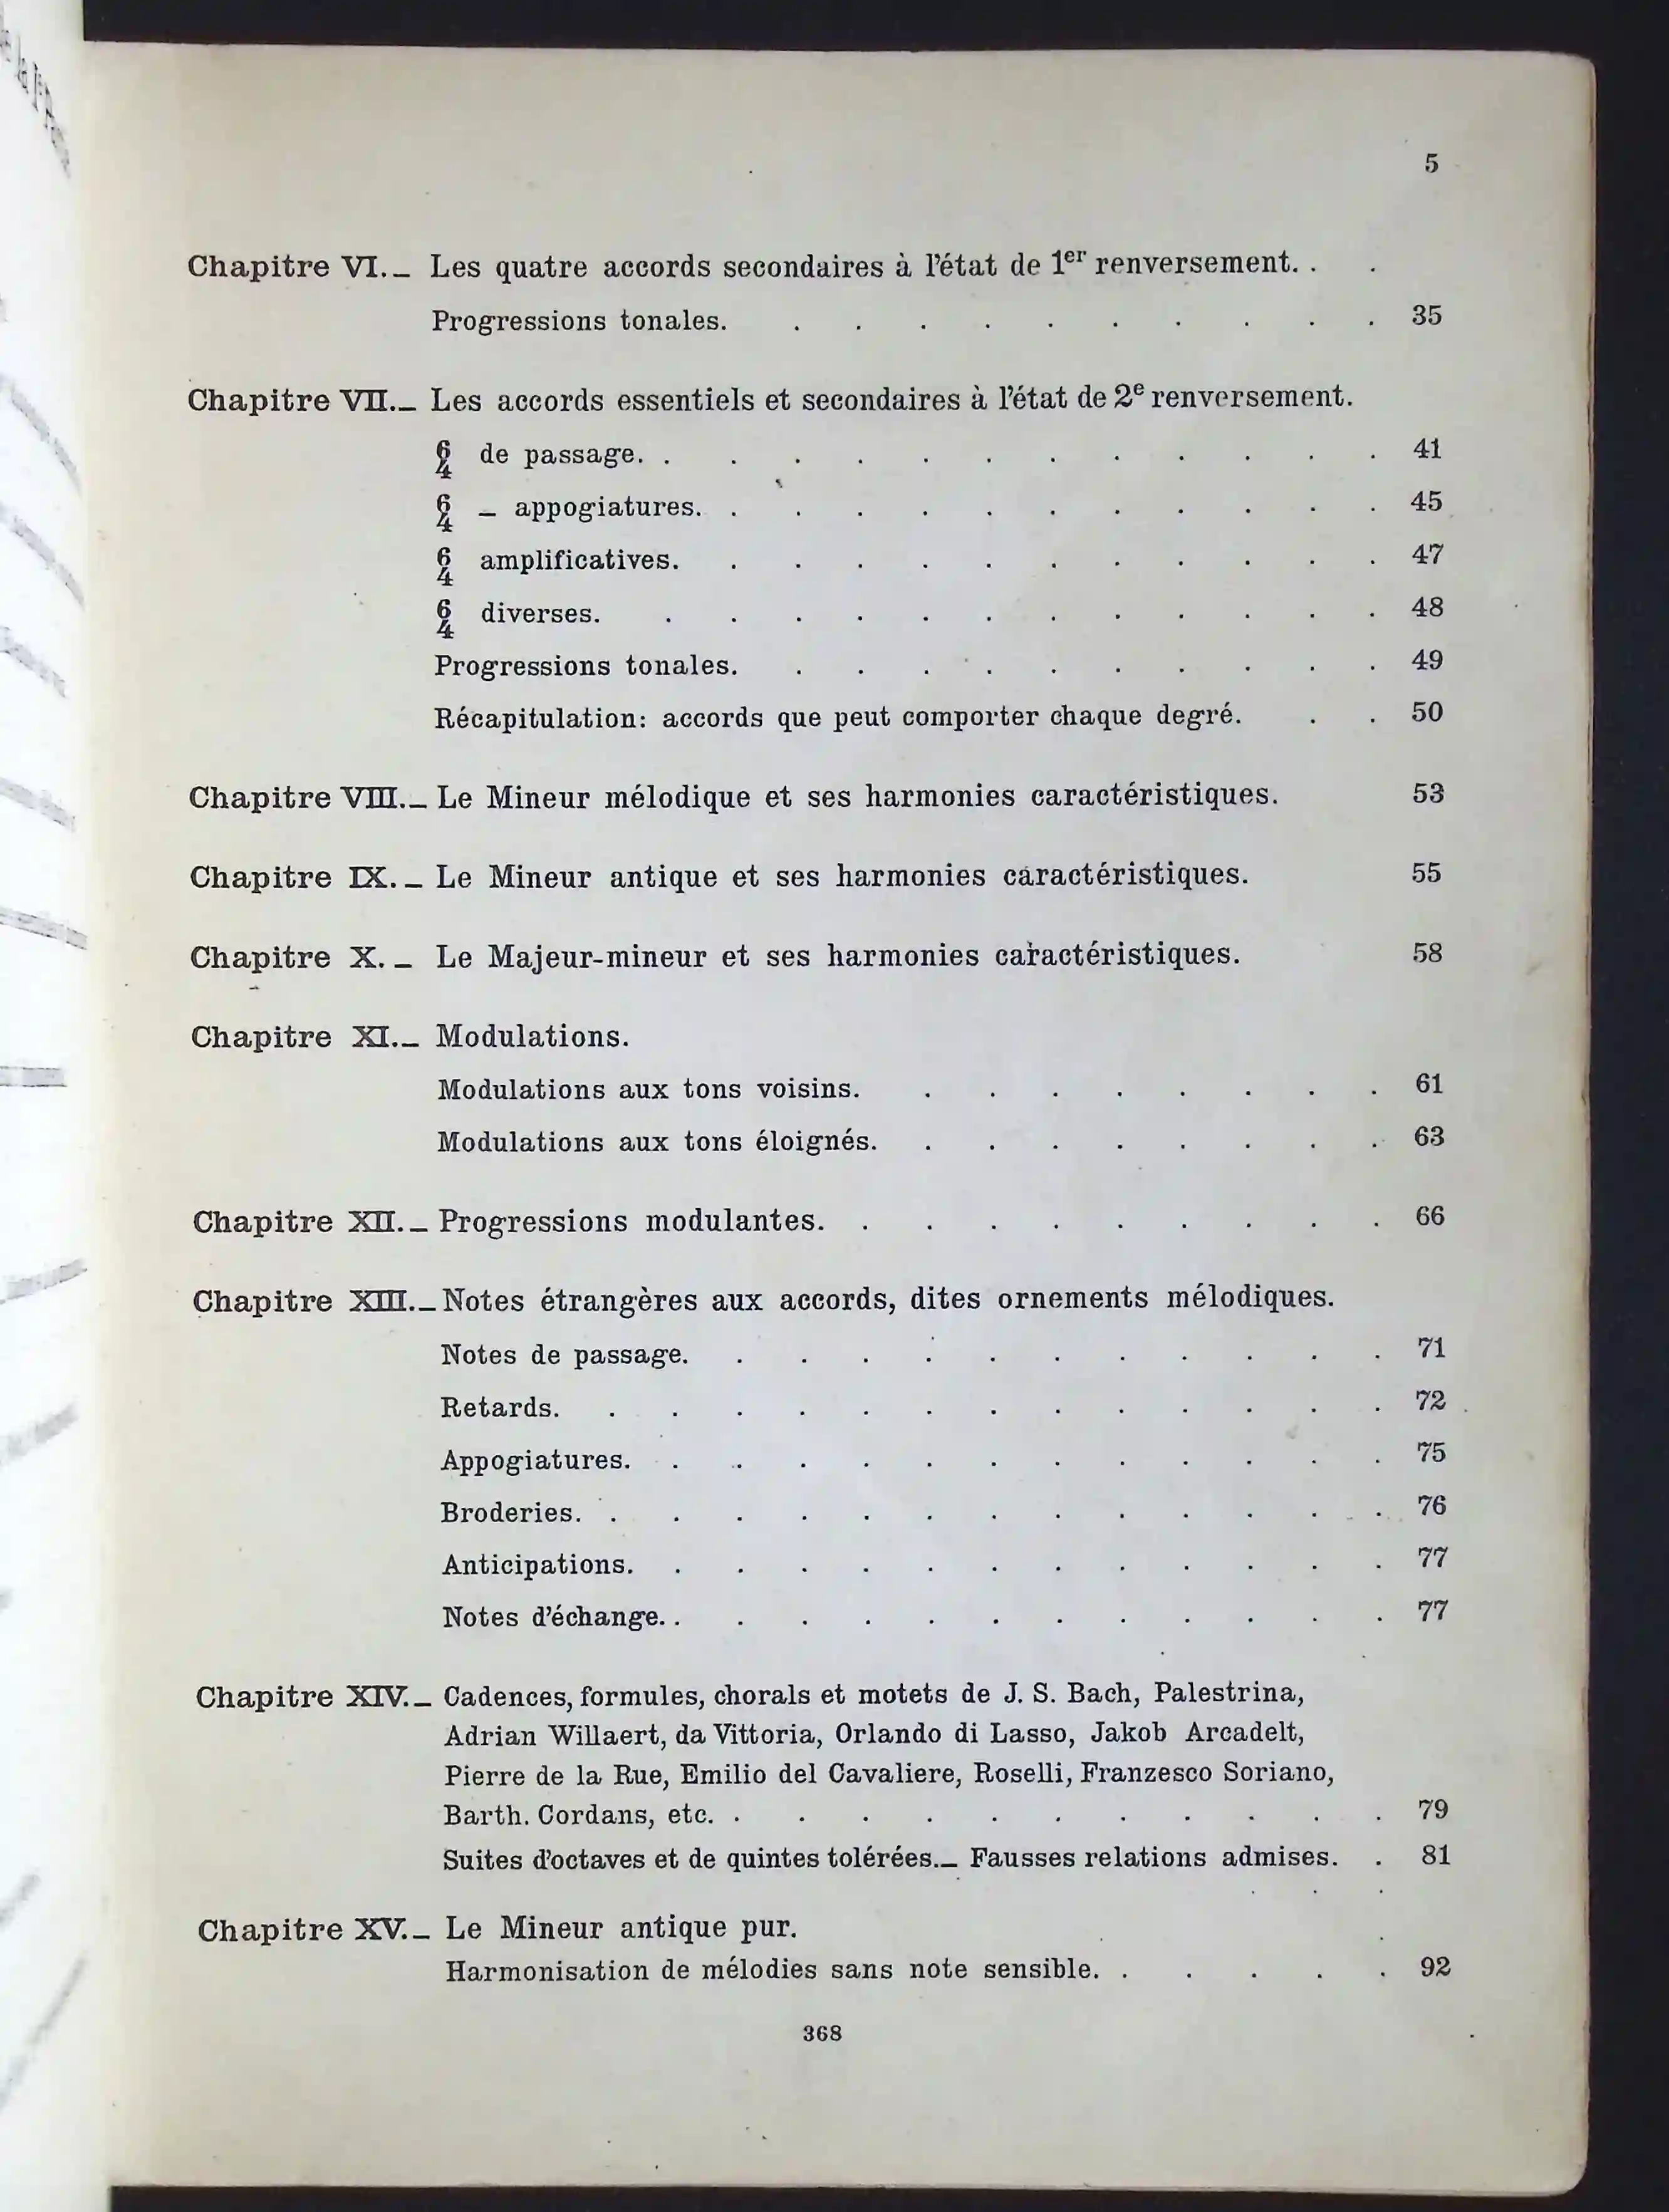 5
Chapitre VI._ Les quatre accords secondaires à l'état de 1er renversement. . .
Progressions tonales. . . . . . . . . . . 35
Chapitre VII._ Les accords essentiels et secondaires à l'état de 2e renversement.
6/4 de passage. . . . . . . . . . . . . 41
6/4 _ appogiatures. . . . . . . . . . . . 45
6/4 amplificatives. . . . . . . . . . . . 47
6/4 diverses. . . . . . . . . . . . . 48
Progressions tonales. . . . . . . . . . . 49
Récapitulation: accords que peut comporter chaque degré. . . 50
Chapitre VIII._ Le Mineur mélodique et ses harmonies caractéristiques. 53
Chapitre IX._ Le Mineur antique et ses harmonies caractéristiques. 55
Chapitre X._ Le Majeur-mineur et ses harmonies caractéristiques. 58
Chapitre XI._ Modulations.
Modulations aux tons voisins. . . . . . . . . 61
Modulations aux tons éloignés. . . . . . . . . 63
Chapitre XII._ Progressions modulantes. . . . . . . . . . 66
Chapitre XIII._ Notes étrangères aux accords, dites ornements mélodiques.
Notes de passage. . . . . . . . . . . . 71
Retards. . . . . . . . . . . . . . 72
Appogiatures. . . . . . . . . . . . . 75
Broderies. . . . . . . . . . . . . . 76
Anticipations. . . . . . . . . . . . . 77
Notes d'échange. . . . . . . . . . . . . 77
Chapitre XIV._ Cadences, formules, chorals et motets de J. S. Bach, Palestrina,
Adrian Willaert, da Vittoria, Orlando di Lasso, Jakob Arcadelt,
Pierre de la Rue, Emilio del Cavaliere, Roselli, Franzesco Soriano,
Barth. Cordans, etc. . . . . . . . . . . . 79
Suites d'octaves et de quintes tolérées._ Fausses relations admises. . 81
Chapitre XV._ Le Mineur antique pur.
Harmonisation de mélodies sans note sensible. . . . . . 92
368